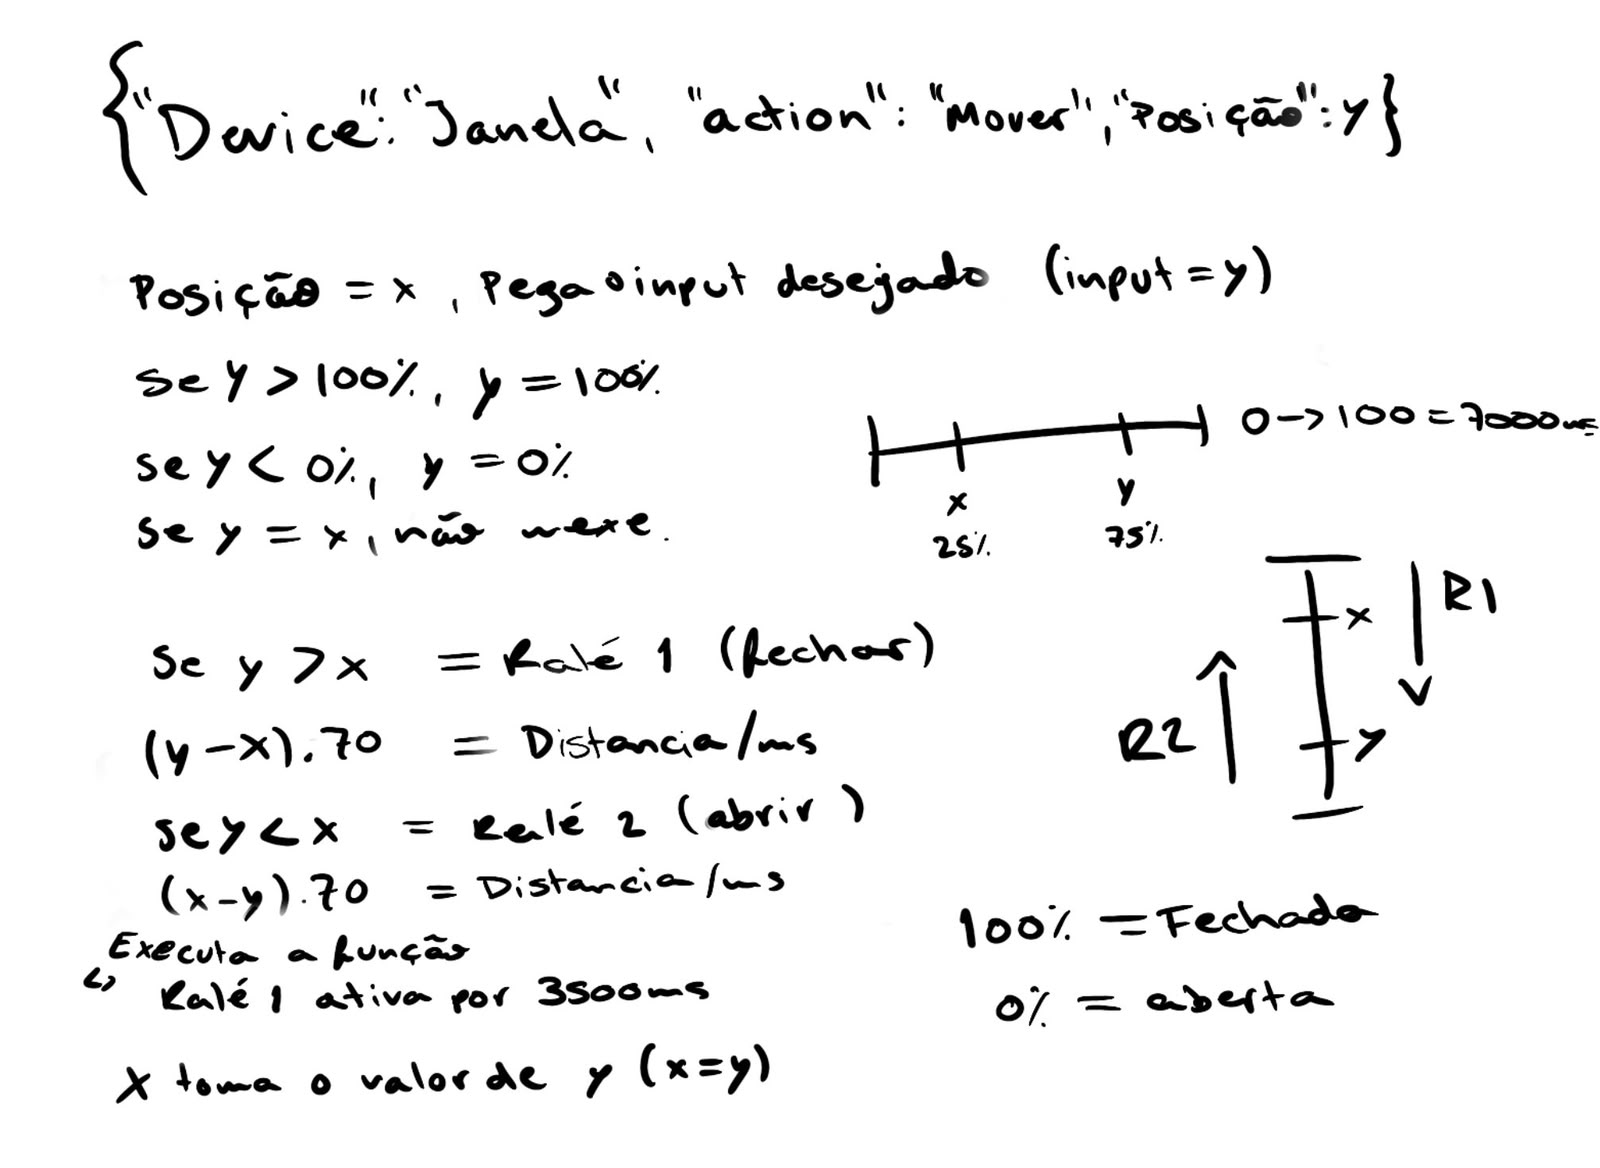 {"Device": "Janela", "action": "Mover", "Posição": y}
Posição = x, Pega o input desejado (input = y)
se y > 100%, y = 100%
se y < 0%, y = 0%
se y = x, não mexe.
0 -> 100 = 7000ms
x
y
25%
75%
se y > x = Ralé 1 (fechar)
(y - x).70 = Distancia/ms
se y < x = Relé 2 (abrir)
(x-y).70 = Distancia/ms
Executa a função
↳ Ralé 1 ativa por 3500ms
X toma o valor de y (x=y)
x
R1
R2
y
100% = Fechada
0% = aberta